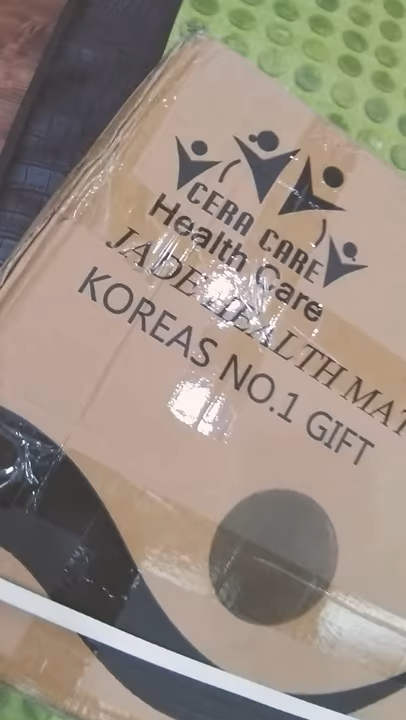 CERA CARE
Health Care
JADE HEALTH MAT
KOREAS NO.1 GIFT